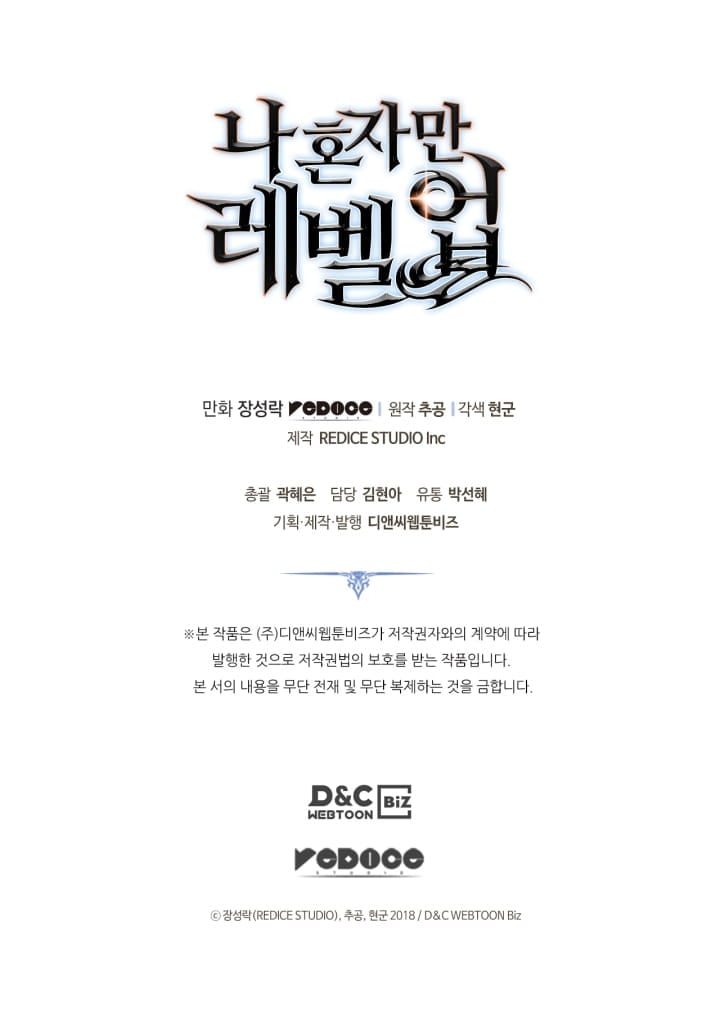 나 혼자만
레벨업
만화 장성락 REDICE STUDIO | 원작 추공 | 각색 현군
제작 REDICE STUDIO Inc
총괄 곽혜은 담당 김현아 유통 박선혜
기획·제작·발행 디앤씨웹툰비즈
※본 작품은 (주)디앤씨웹툰비즈가 저작권자와의 계약에 따라
발행한 것으로 저작권법의 보호를 받는 작품입니다.
본 서의 내용을 무단 전재 및 무단 복제하는 것을 금합니다.
D&C
WEBTOON BiZ
REDICE
STUDIO
ⓒ 장성락(REDICE STUDIO), 추공, 현군 2018 / D&C WEBTOON Biz